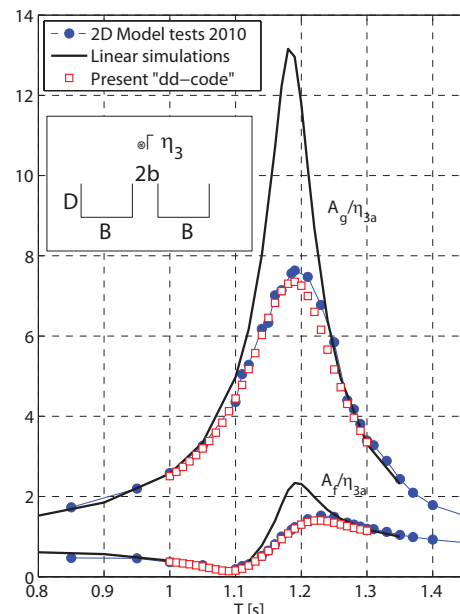 14
12
10
8
6
4
2
0
2D Model tests 2010
Linear simulations
Present "dd−code"
η3
2b
D
B B
Ag/η3a
Af/η3a
0.8 0.9 1 1.1 1.2 1.3 1.4
T [s]